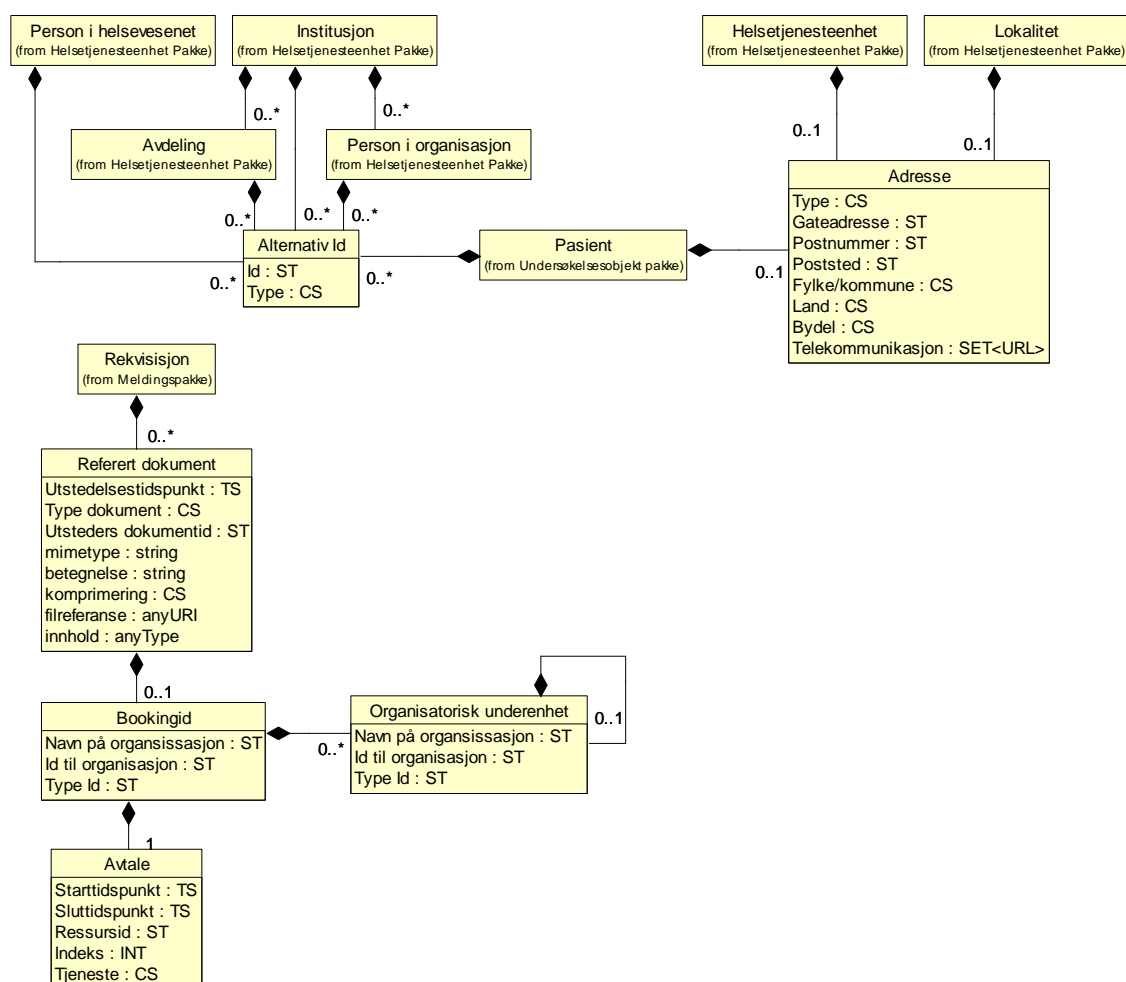 Person i helsevesenet
(from Helsetjenesteenhet Pakke)
Institusjon
(from Helsetjenesteenhet Pakke)
Helsetjenesteenhet
(from Helsetjenesteenhet Pakke)
Lokalitet
(from Helsetjenesteenhet Pakke)
0..*
0..*
Avdeling
(from Helsetjenesteenhet Pakke)
Person i organisasjon
(from Helsetjenesteenhet Pakke)
0..1
0..1
0..*
0..*
0..*
Alternativ Id
Id : ST
Type : CS
0..*
0..*
Pasient
(from Undersøkelsesobjekt pakke)
0..1
Adresse
Type : CS
Gateadresse : ST
Postnummer : ST
Poststed : ST
Fylke/kommune : CS
Land : CS
Bydel : CS
Telekommunikasjon : SET<URL>
Rekvisisjon
(from Meldingspakke)
0..*
Referert dokument
Utstedelsestidspunkt : TS
Type dokument : CS
Utsteders dokumentid : ST
mimetype : string
betegnelse : string
komprimering : CS
filreferanse : anyURI
innhold : anyType
0..1
Bookingid
Navn på organsissasjon : ST
Id til organisasjon : ST
Type Id : ST
0..*
Organisatorisk underenhet
Navn på organsissasjon : ST
Id til organisasjon : ST
Type Id : ST
0..1
1
Avtale
Starttidspunkt : TS
Sluttidspunkt : TS
Ressursid : ST
Indeks : INT
Tjeneste : CS